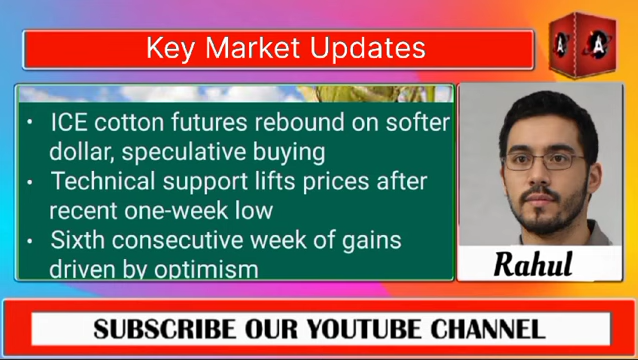 Key Market Updates
A A
• ICE cotton futures rebound on softer
dollar, speculative buying
• Technical support lifts prices after
recent one-week low
• Sixth consecutive week of gains
driven by optimism
Rahul
SUBSCRIBE OUR YOUTUBE CHANNEL